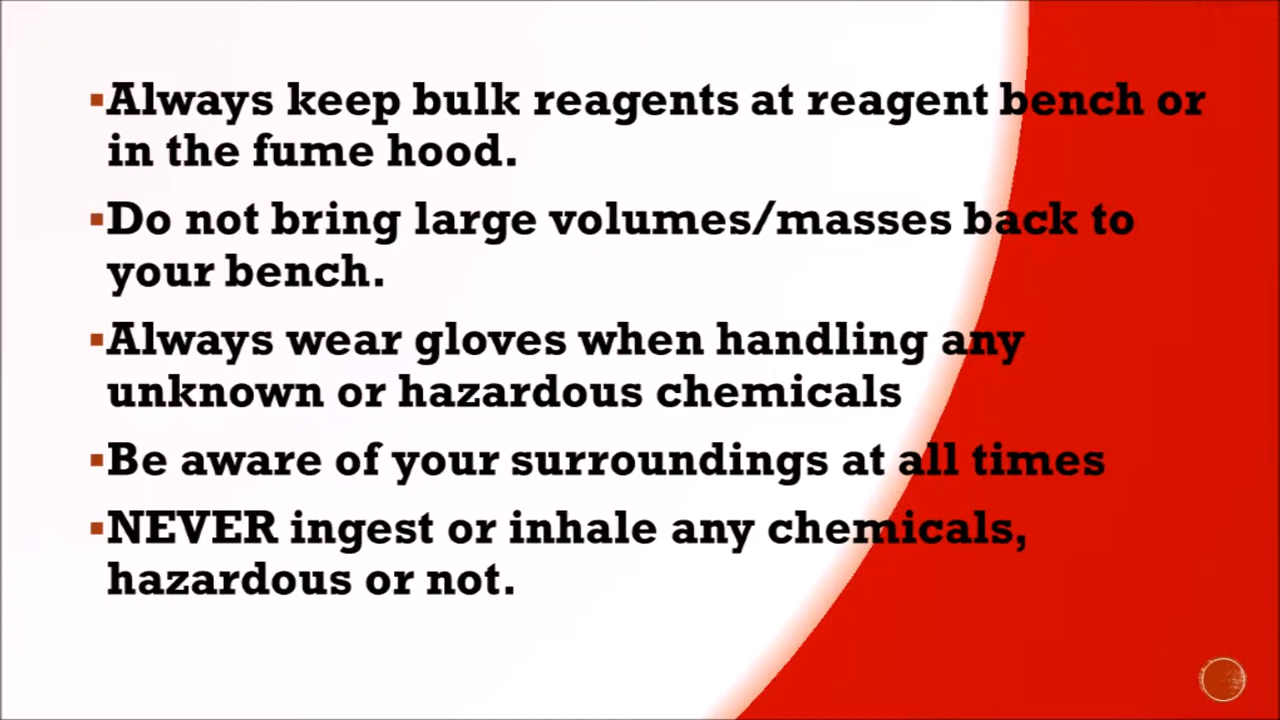 ▪Always keep bulk reagents at reagent bench or
in the fume hood.
▪Do not bring large volumes/masses back to
your bench.
▪Always wear gloves when handling any
unknown or hazardous chemicals
▪Be aware of your surroundings at all times
▪NEVER ingest or inhale any chemicals,
hazardous or not.